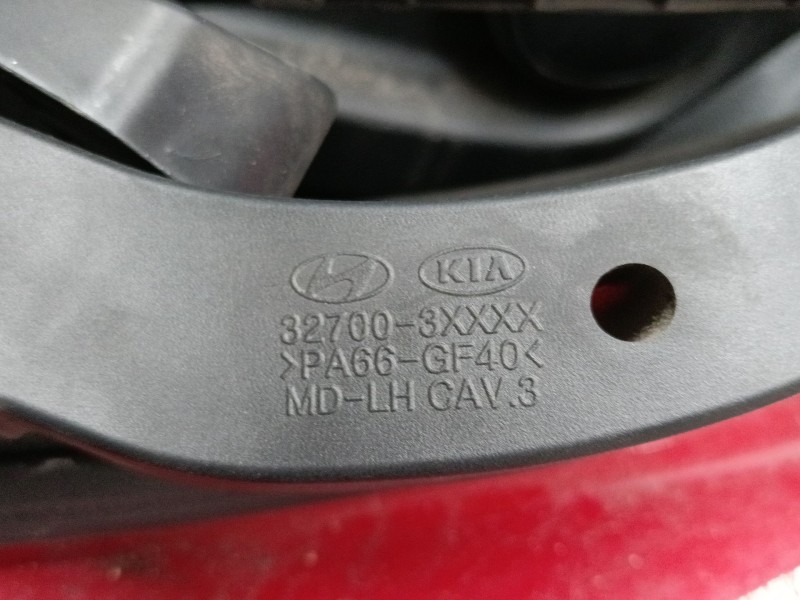 KIA
32700-3XXXX
>PA66-GF40<
MD-LH CAV.3